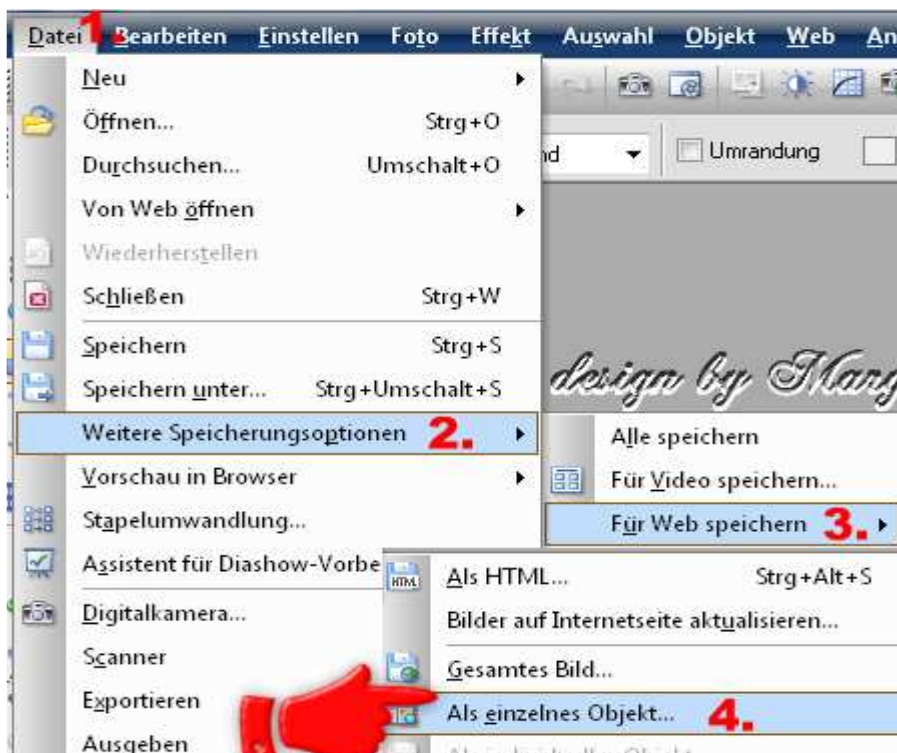 Datei 1. Bearbeiten Einstellen Foto Effekt Auswahl Objekt Web An
Neu
Öffnen... Strg+O
Durchsuchen... Umschalt+O
Von Web öffnen
Wiederherstellen
Schließen Strg+W
Speichern Strg+S
Speichern unter... Strg+Umschalt+S
Weitere Speicherungsoptionen 2.
Vorschau in Browser
Stapelumwandlung...
Assistent für Diashow-Vorbe
Digitalkamera...
Scanner
Exportieren
Ausgeben
nd Umrandung
design by Marg
Alle speichern
Für Video speichern...
Für Web speichern 3.
HTML Als HTML... Strg+Alt+S
Bilder auf Internetseite aktualisieren...
Gesamtes Bild...
Als einzelnes Objekt... 4.